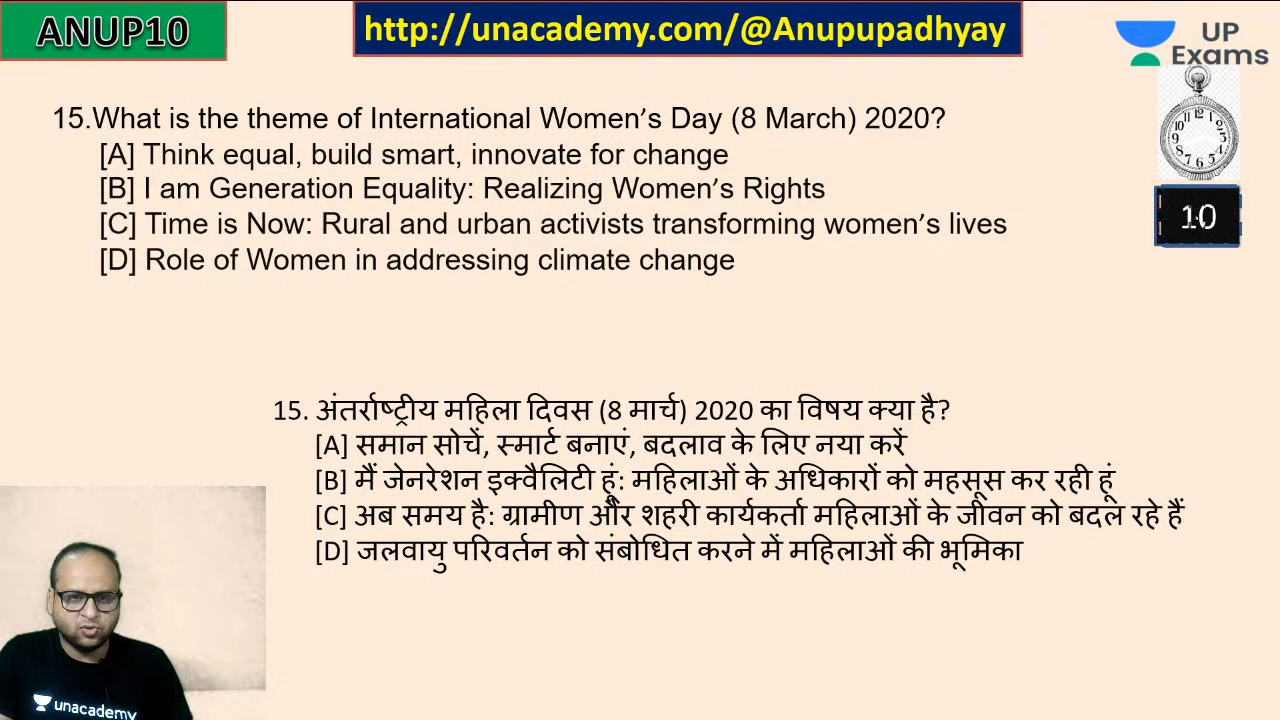 ANUP10
http://unacademy.com/@Anupupadhyay
UP
Exams
15.What is the theme of International Women's Day (8 March) 2020?
[A] Think equal, build smart, innovate for change
[B] I am Generation Equality: Realizing Women's Rights
[C] Time is Now: Rural and urban activists transforming women's lives
[D] Role of Women in addressing climate change
10
15. अंतर्राष्ट्रीय महिला दिवस (8 मार्च) 2020 का विषय क्या है?
[A] समान सोचें, स्मार्ट बनाएं, बदलाव के लिए नया करें
[B] मैं जेनरेशन इक्वैलिटी हूं: महिलाओं के अधिकारों को महसूस कर रही हूं
[C] अब समय है: ग्रामीण और शहरी कार्यकर्ता महिलाओं के जीवन को बदल रहे हैं
[D] जलवायु परिवर्तन को संबोधित करने में महिलाओं की भूमिका
unacademy